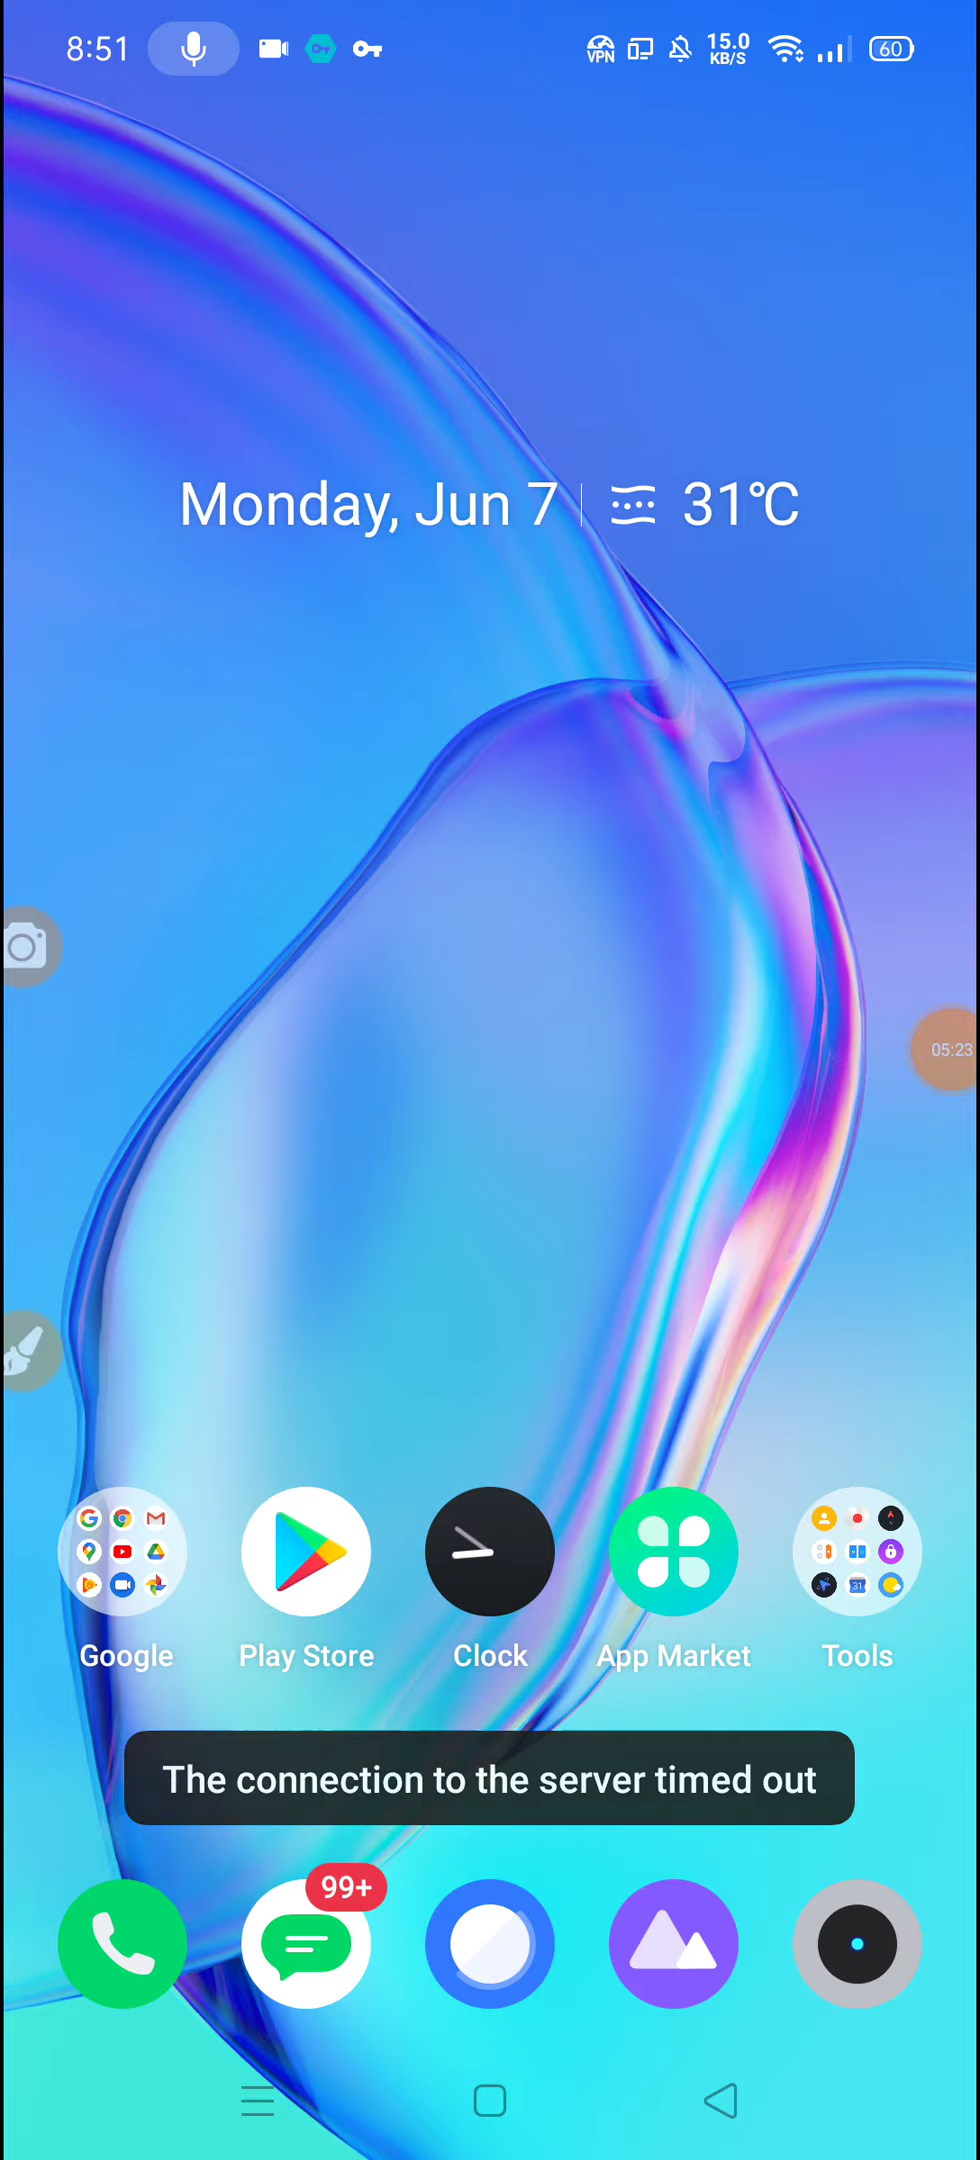 8:51
VPN
15.0
KB/S
60
Monday, Jun 7
31℃
05:23
31
Google
Play Store
Clock
App Market
Tools
The connection to the server timed out
99+